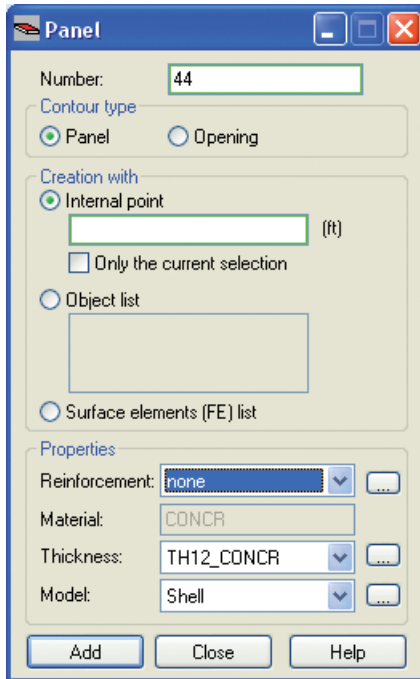 Panel
Number: 44
Contour type
Panel Opening
Creation with
Internal point
(ft)
Only the current selection
Object list
Surface elements (FE) list
Properties
Reinforcement: none ...
Material: CONCR
Thickness: TH12_CONCR ...
Model: Shell ...
Add Close Help